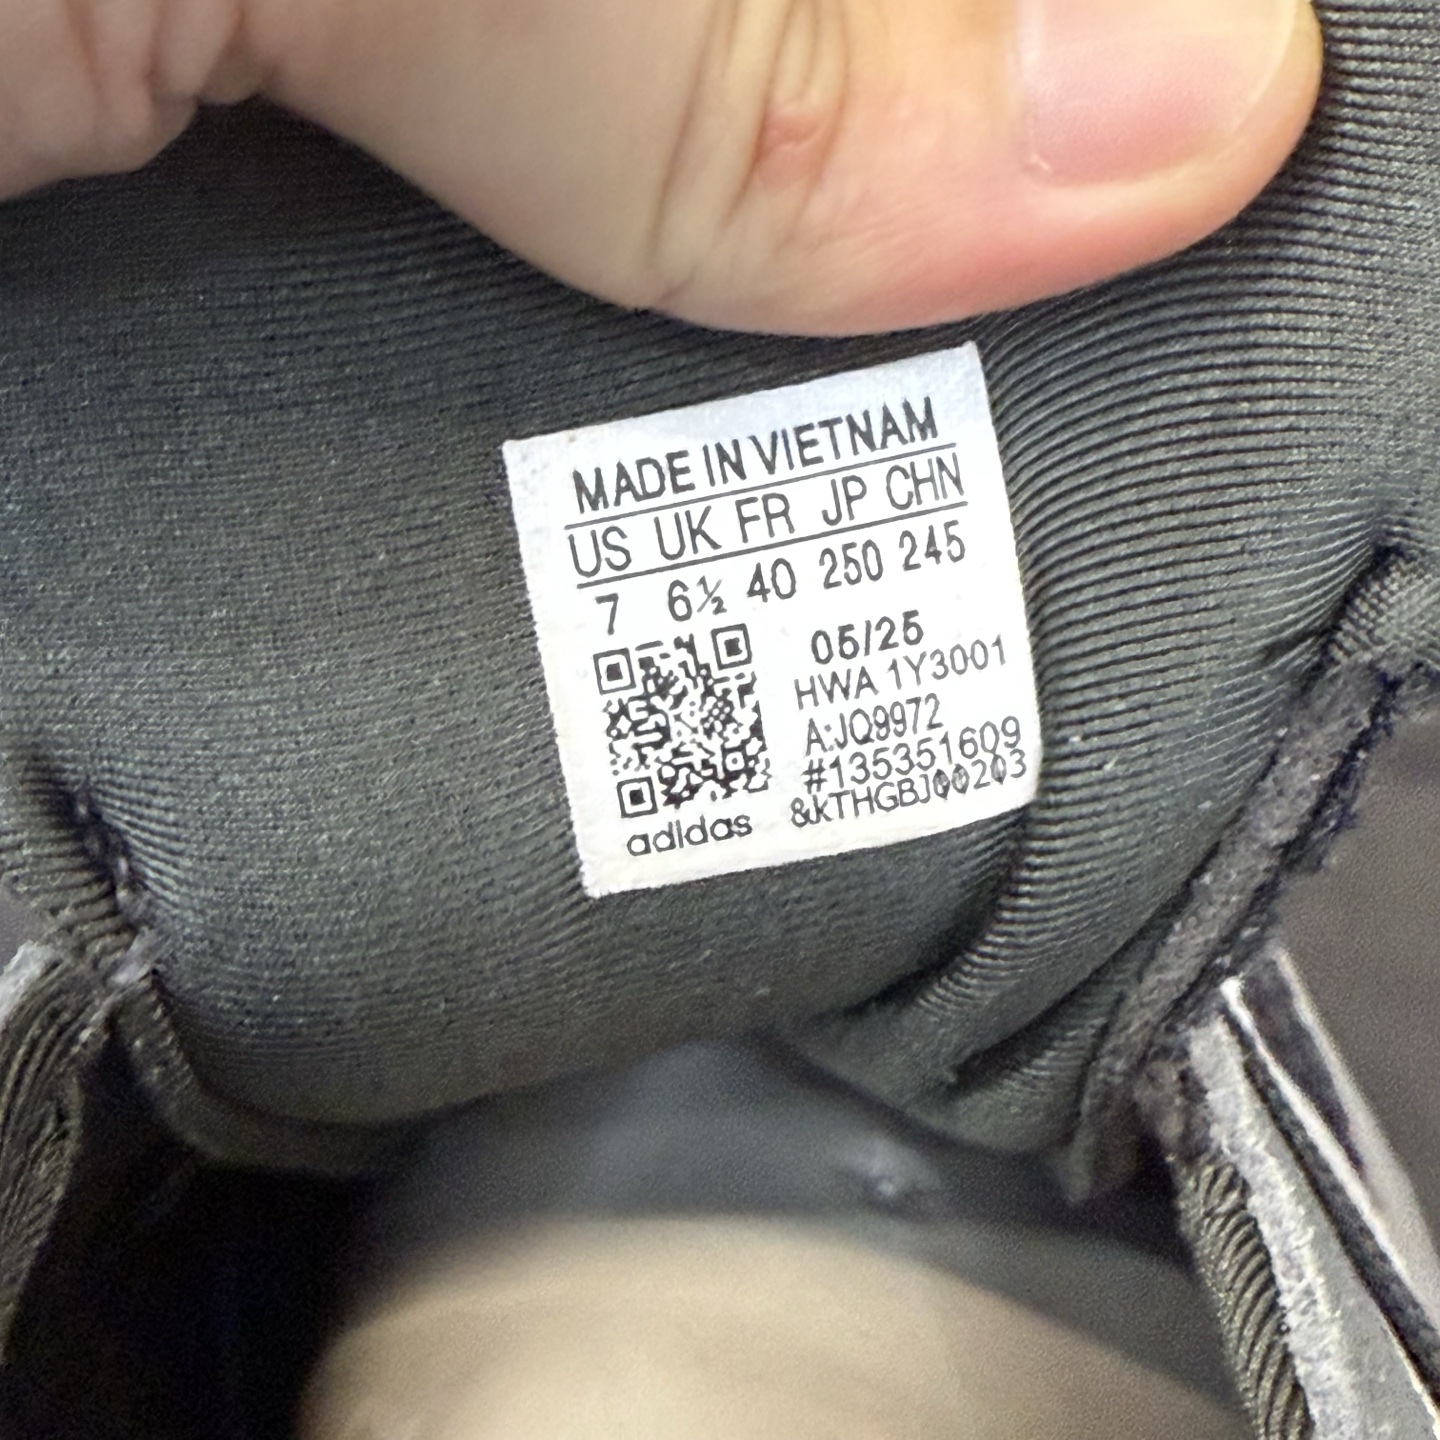 MADE IN VIETNAM
US UK FR JP CHN
7 6½ 40 250 245
05/25
HWA 1Y3001
A:JQ9972
#135351609
&kTHGBJ00203
adidas